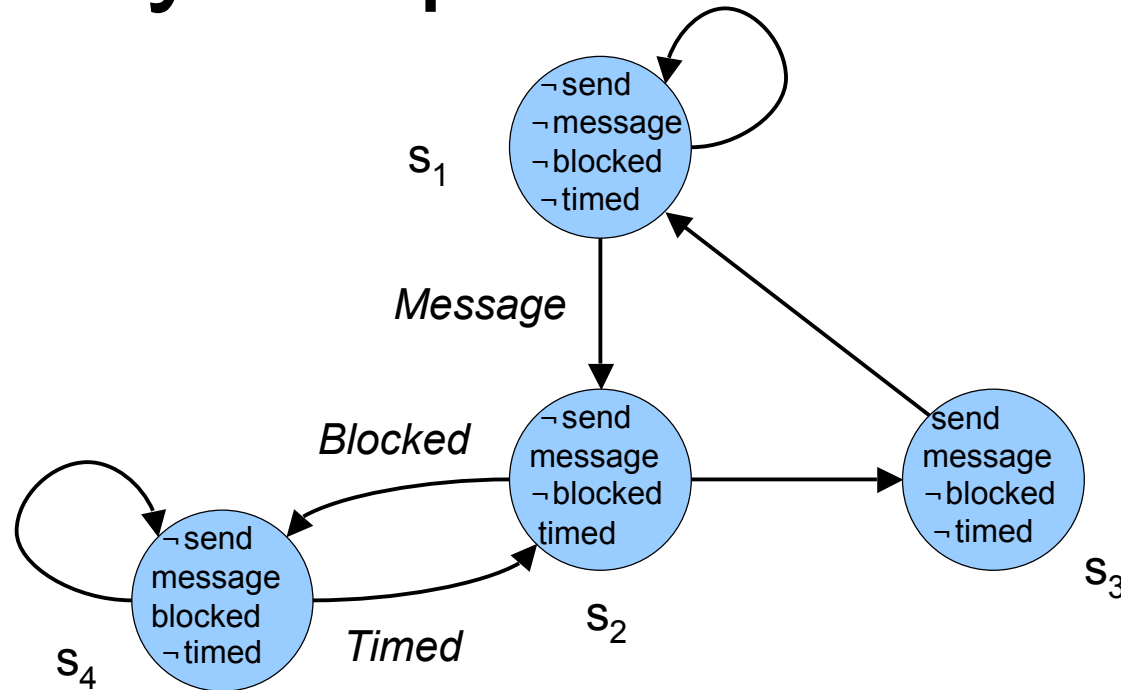 ¬ send
¬ message
¬ blocked
¬ timed
s₁
Message
Blocked
¬ send
message
¬ blocked
timed
s₂
send
message
¬ blocked
¬ timed
s₃
¬ send
message
blocked
¬ timed
s₄
Timed